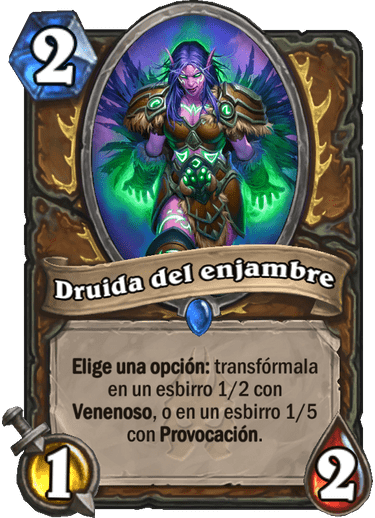 2
Druida del enjambre
Elige una opción: transfórmala
en un esbirro 1/2 con
Venenoso, o en un esbirro 1/5
con Provocación.
1
2